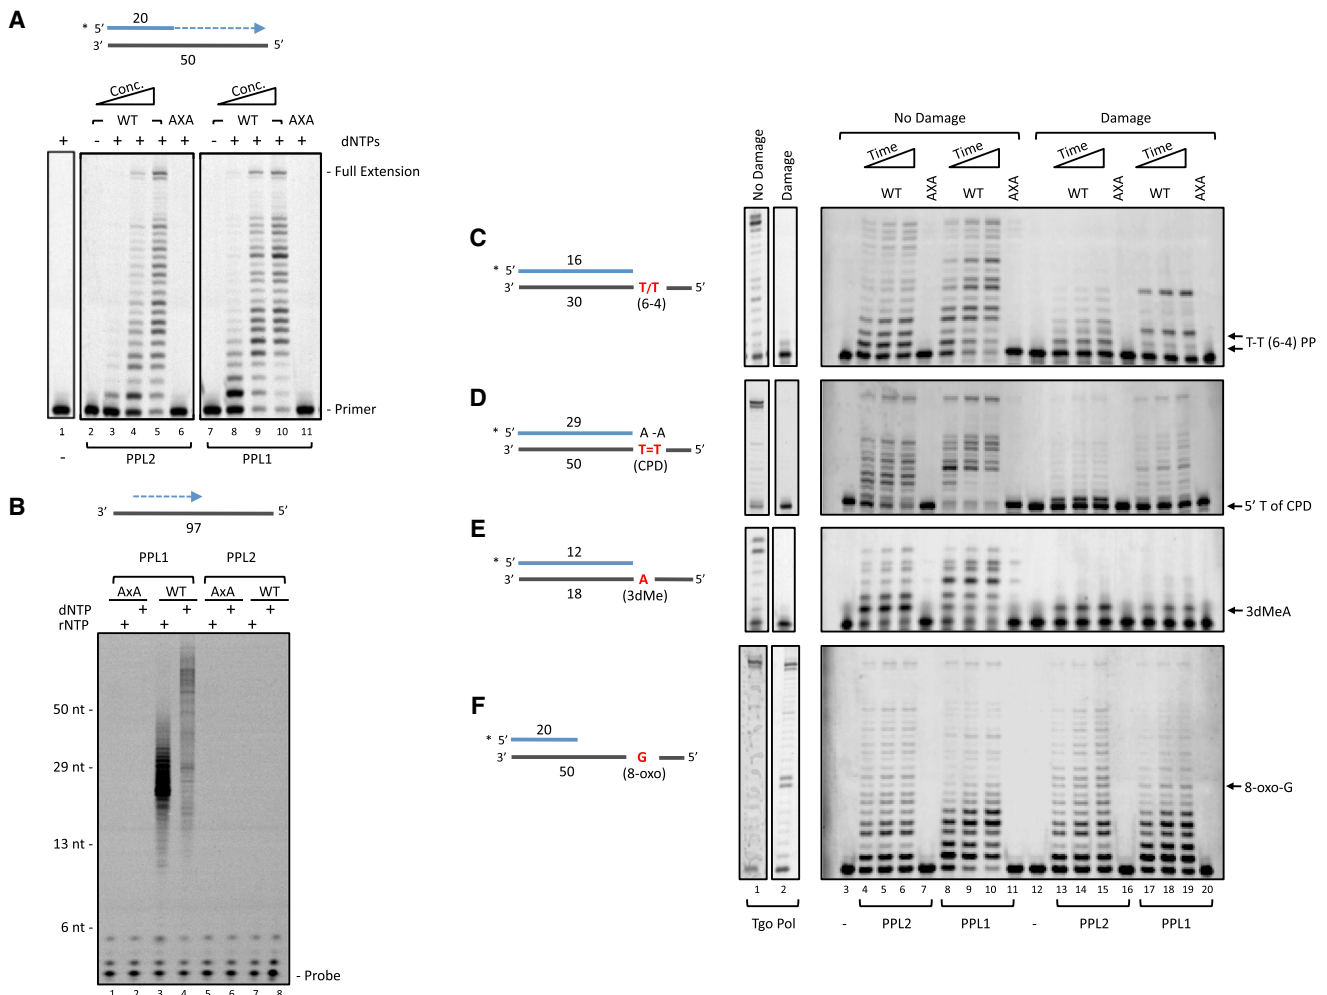 A
20
* 5’
3’
5’
50
Conc.
Conc.
WT
AXA
WT
AXA
+
-
+
+
+
+
-
+
+
+
+
dNTPs
- Full Extension
- Primer
1
2
3
4
5
6
7
8
9
10
11
-
PPL2
PPL1
B
3’
5’
97
PPL1
PPL2
AxA
WT
AxA
WT
dNTP
+
+
+
+
rNTP
+
+
+
+
50 nt -
29 nt -
13 nt -
6 nt -
- Probe
1
2
3
4
5
6
7
8
No Damage
Damage
No Damage
Damage
Time
Time
Time
Time
WT
AXA
WT
AXA
WT
AXA
WT
AXA
C
16
* 5’
3’
T/T
5’
30
(6-4)
T-T (6-4) PP
D
29
A -A
* 5’
3’
T=T
5’
50
(CPD)
5’ T of CPD
E
12
* 5’
3’
A
5’
18
(3dMe)
3dMeA
F
20
* 5’
3’
G
5’
50
(8-oxo)
8-oxo-G
1
2
3
4
5
6
7
8
9
10
11
12
13
14
15
16
17
18
19
20
Tgo Pol
-
PPL2
PPL1
-
PPL2
PPL1